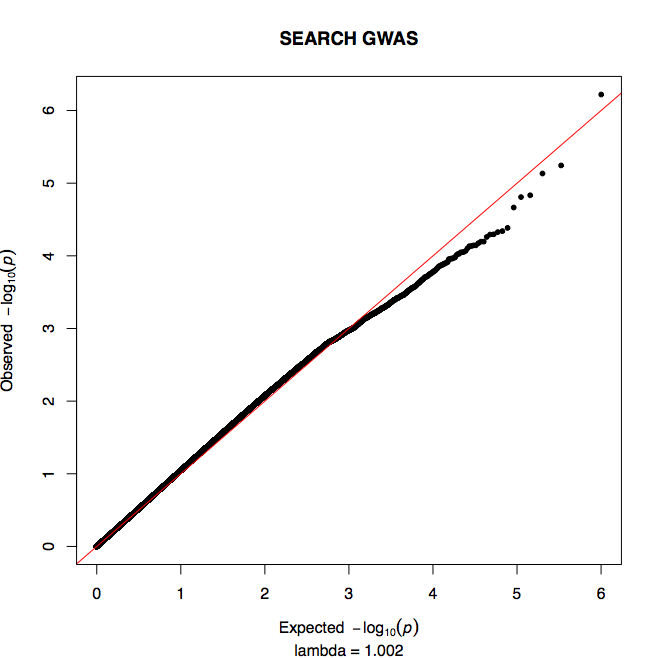 SEARCH GWAS
6
5
4
3
2
1
0
Observed −log10(p)
0 1 2 3 4 5 6
Expected −log10(p)
lambda = 1.002